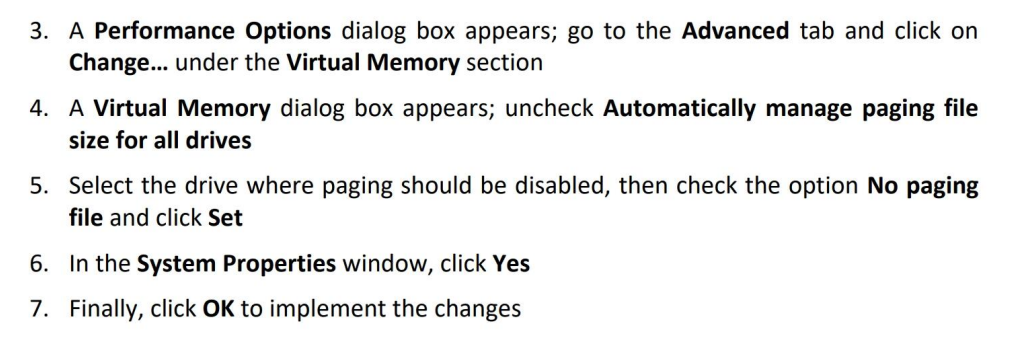 3. A Performance Options dialog box appears; go to the Advanced tab and click on
Change... under the Virtual Memory section
4. A Virtual Memory dialog box appears; uncheck Automatically manage paging file
size for all drives
5. Select the drive where paging should be disabled, then check the option No paging
file and click Set
6. In the System Properties window, click Yes
7. Finally, click OK to implement the changes